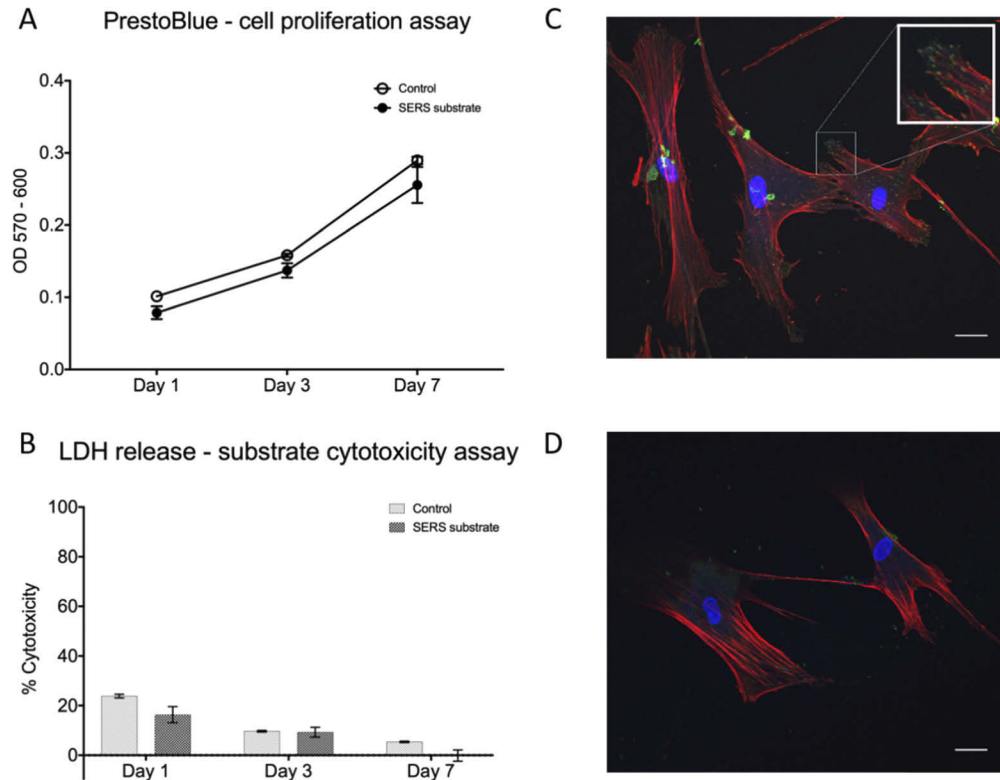 A
PrestoBlue - cell proliferation assay
0.4
0.3
0.2
0.1
0.0
OD 570 - 600
Control
SERS substrate
Day 1
Day 3
Day 7
B
LDH release - substrate cytotoxicity assay
100
80
60
40
20
0
% Cytotoxicity
Control
SERS substrate
Day 1
Day 3
Day 7
C
D